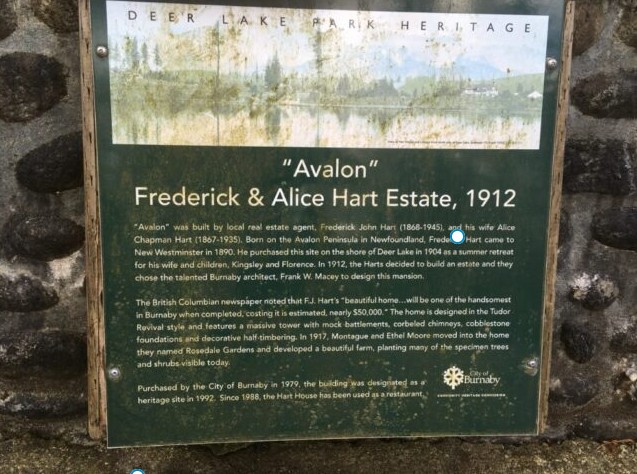 DEER LAKE PARK HERITAGE
"Avalon"
Frederick & Alice Hart Estate, 1912
"Avalon" was built by local real estate agent, Frederick John Hart (1868-1945), and his wife Alice
Chapman Hart (1867-1935). Born on the Avalon Peninsula in Newfoundland, Frede Hart came to
New Westminster in 1890. He purchased this site on the shore of Deer Lake in 1904 as a summer retreat
for his wife and children, Kingsley and Florence. In 1912, the Harts decided to build an estate and they
chose the talented Burnaby architect, Frank W. Macey to design this mansion.
The British Columbian newspaper noted that F.J. Hart's "beautiful home...will be one of the handsomest
in Burnaby when completed, costing it is estimated, nearly $50,000." The home is designed in the Tudor
Revival style and features a massive tower with mock battlements, corbeled chimneys, cobblestone
foundations and decorative half-timbering. In 1917, Montague and Ethel Moore moved into the home
they named Rosedale Gardens and developed a beautiful farm, planting many of the specimen trees
and shrubs visible today.
Purchased by the City of Burnaby in 1979, the building was designated as a
heritage site in 1992. Since 1988, the Hart House has been used as a restaurant.
City of
Burnaby